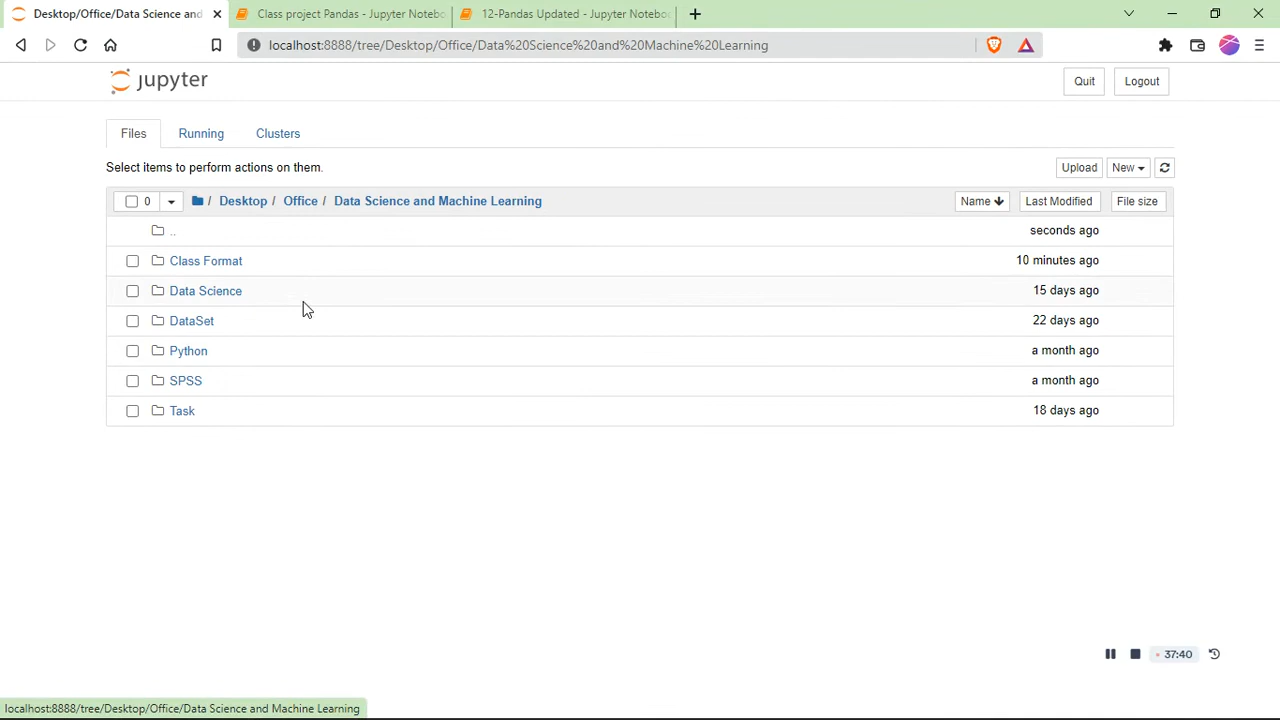 Desktop/Office/Data Science and
Class project Pandas - Jupyter Notebo
12-Pandas Updated - Jupyter Noteboo
localhost:8888/tree/Desktop/Office/Data%20Science%20and%20Machine%20Learning
jupyter
Quit
Logout
Files
Running
Clusters
Select items to perform actions on them.
Upload
New
0
/ Desktop / Office / Data Science and Machine Learning
Name
Last Modified
File size
..
seconds ago
Class Format
10 minutes ago
Data Science
15 days ago
DataSet
22 days ago
Python
a month ago
SPSS
a month ago
Task
18 days ago
37:40
localhost:8888/tree/Desktop/Office/Data Science and Machine Learning